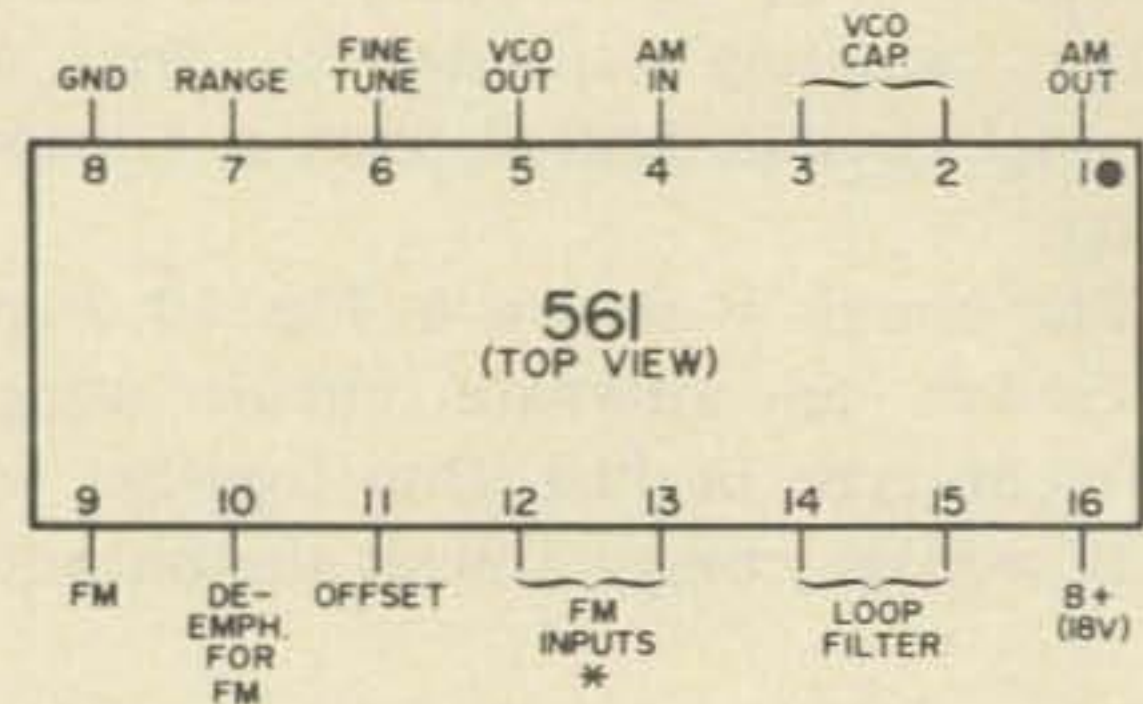 GND
RANGE
FINE
TUNE
VCO
OUT
AM
IN
VCO
CAP.
AM
OUT
8 7 6 5 4 3 2 1
561
(TOP VIEW)
9 10 11 12 13 14 15 16
FM
DE-
EMPH.
FOR
FM
OFFSET
FM
INPUTS
*
LOOP
FILTER
B+
(18V)